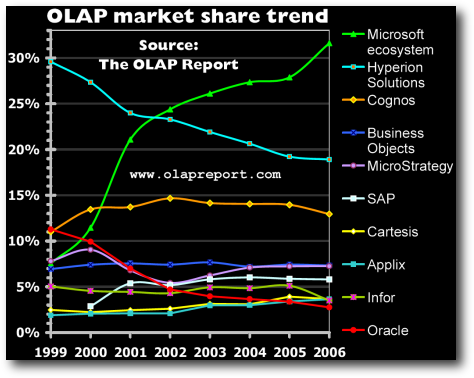 OLAP market share trend
Source:
The OLAP Report
www.olapreport.com
30%
25%
20%
15%
10%
5%
0%
1999 2000 2001 2002 2003 2004 2005 2006
Microsoft
ecosystem
Hyperion
Solutions
Cognos
Business
Objects
MicroStrategy
SAP
Cartesis
Applix
Infor
Oracle